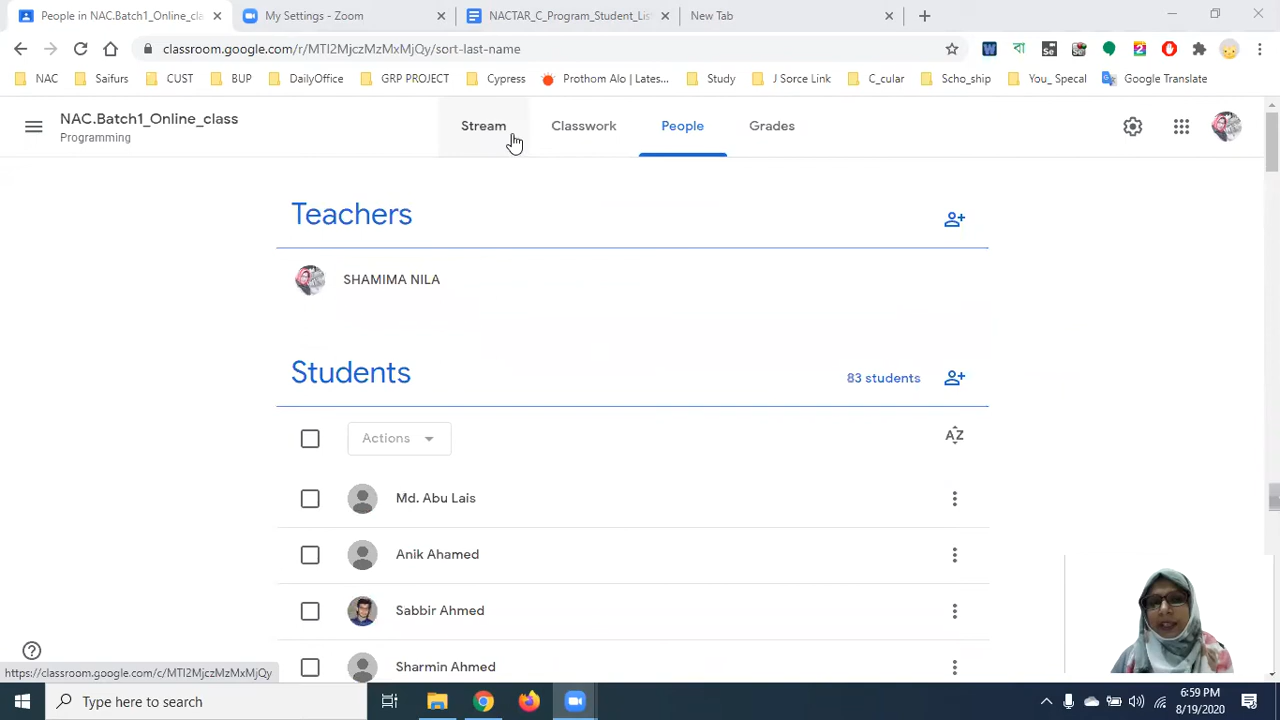 People in NAC.Batch1_Online_cla
My Settings - Zoom
NACTAR_C_Program_Student_Lis
New Tab
classroom.google.com/r/MTI2MjczMzMxMjQy/sort-last-name
NAC
Saifurs
CUST
BUP
DailyOffice
GRP PROJECT
Cypress
Prothom Alo | Lates...
Study
J Sorce Link
C_cular
Scho_ship
You_ Specal
Google Translate
NAC.Batch1_Online_class
Programming
Stream
Classwork
People
Grades
Teachers
SHAMIMA NILA
Students
83 students
Actions
AZ
Md. Abu Lais
Anik Ahamed
Sabbir Ahmed
Sharmin Ahmed
https://classroom.google.com/c/MTI2MjczMzMxMjQy
Type here to search
6:59 PM
8/19/2020